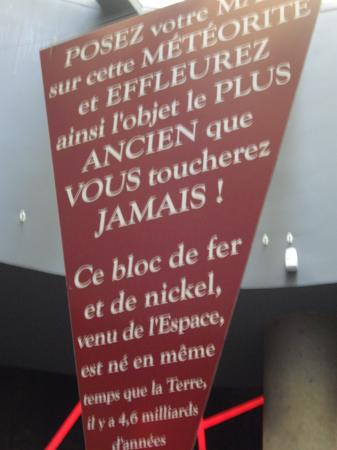 POSEZ votre MA
sur cette MÉTÉORITE
et EFFLEUREZ
ainsi l'objet le PLUS
ANCIEN que
VOUS toucherez
JAMAIS !
Ce bloc de fer
et de nickel,
venu de l'Espace,
est né en même
temps que la Terre,
il y a 4,6 milliards
d'années